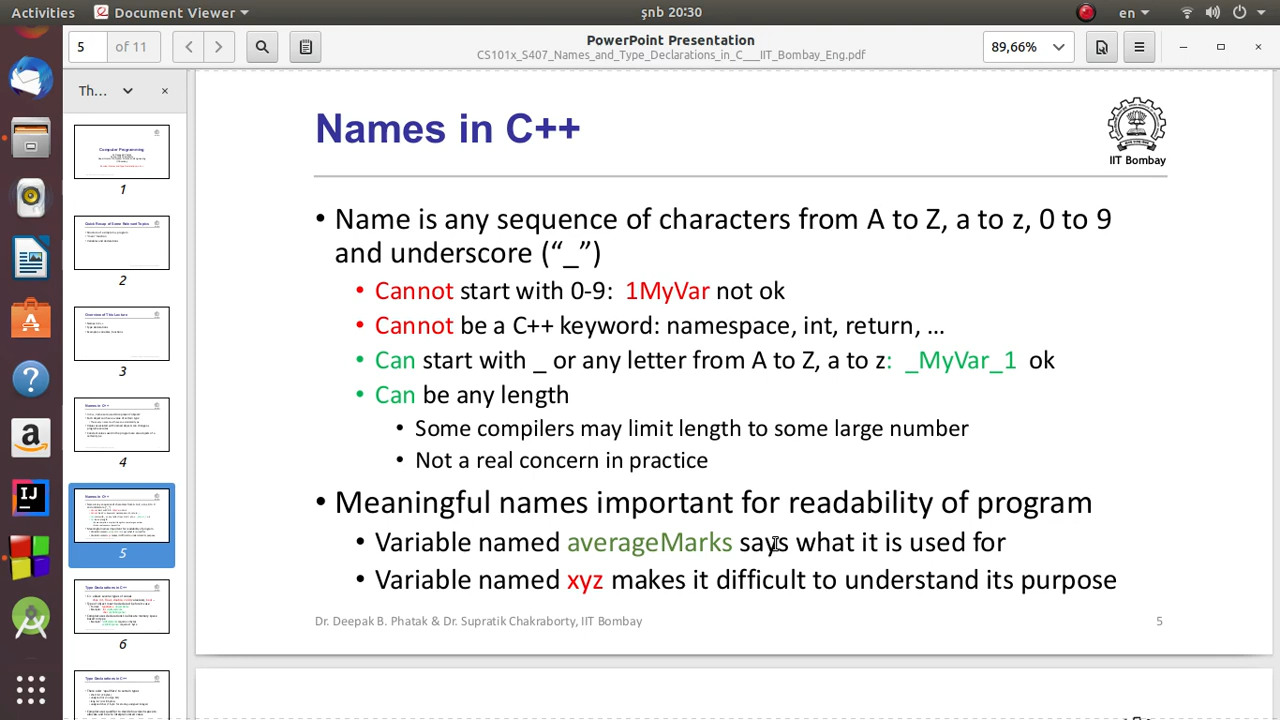 Activities
Document Viewer
şnb 20:30
en
5
of 11
PowerPoint Presentation
CS101x_S407_Names_and_Type_Declarations_in_C___IIT_Bombay_Eng.pdf
89,66%
Th...
1
2
3
4
5
6
Names in C++
IIT Bombay
• Name is any sequence of characters from A to Z, a to z, 0 to 9
and underscore (“_”)
• Cannot start with 0-9: 1MyVar not ok
• Cannot be a C++ keyword: namespace, int, return, …
• Can start with _ or any letter from A to Z, a to z: _MyVar_1 ok
• Can be any length
• Some compilers may limit length to some large number
• Not a real concern in practice
• Meaningful names important for readability of program
• Variable named averageMarks says what it is used for
• Variable named xyz makes it difficult to understand its purpose
Dr. Deepak B. Phatak & Dr. Supratik Chakraborty, IIT Bombay
5